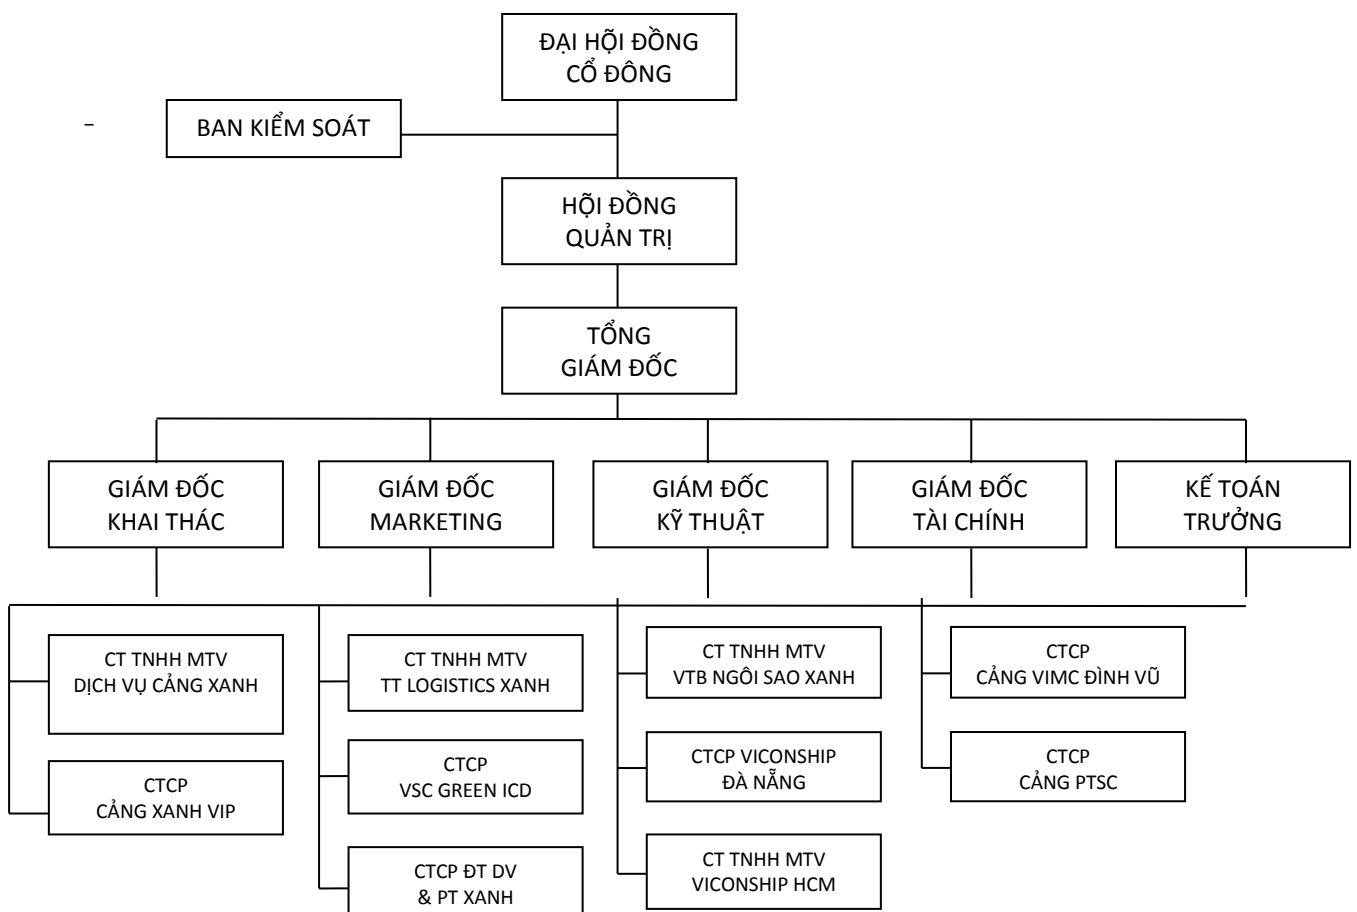 ĐẠI HỘI ĐỒNG
CỔ ĐÔNG
–
BAN KIỂM SOÁT
HỘI ĐỒNG
QUẢN TRỊ
TỔNG
GIÁM ĐỐC
GIÁM ĐỐC
KHAI THÁC
GIÁM ĐỐC
MARKETING
GIÁM ĐỐC
KỸ THUẬT
GIÁM ĐỐC
TÀI CHÍNH
KẾ TOÁN
TRƯỞNG
CT TNHH MTV
DỊCH VỤ CẢNG XANH
CTCP
CẢNG XANH VIP
CT TNHH MTV
TT LOGISTICS XANH
CTCP
VSC GREEN ICD
CTCP ĐT DV
& PT XANH
CT TNHH MTV
VTB NGÔI SAO XANH
CTCP VICONSHIP
ĐÀ NẴNG
CT TNHH MTV
VICONSHIP HCM
CTCP
CẢNG VIMC ĐÌNH VŨ
CTCP
CẢNG PTSC